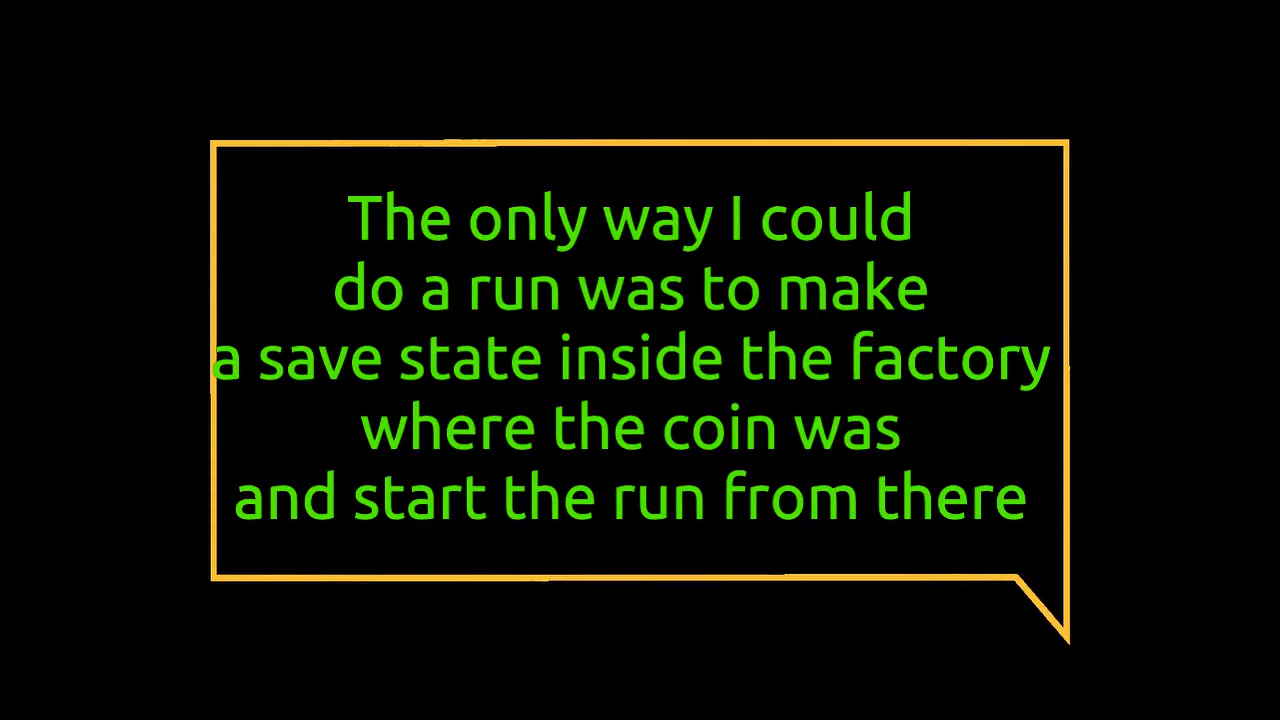 The only way I could
do a run was to make
a save state inside the factory
where the coin was
and start the run from there